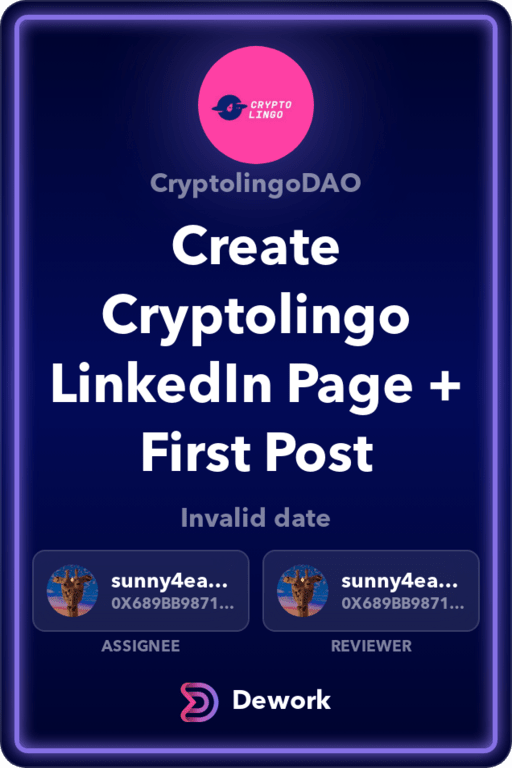 CRYPTO
LINGO
CryptolingoDAO
Create
Cryptolingo
LinkedIn Page +
First Post
Invalid date
sunny4ea... sunny4ea...
0X689BB9871... 0X689BB9871...
ASSIGNEE REVIEWER
Dework